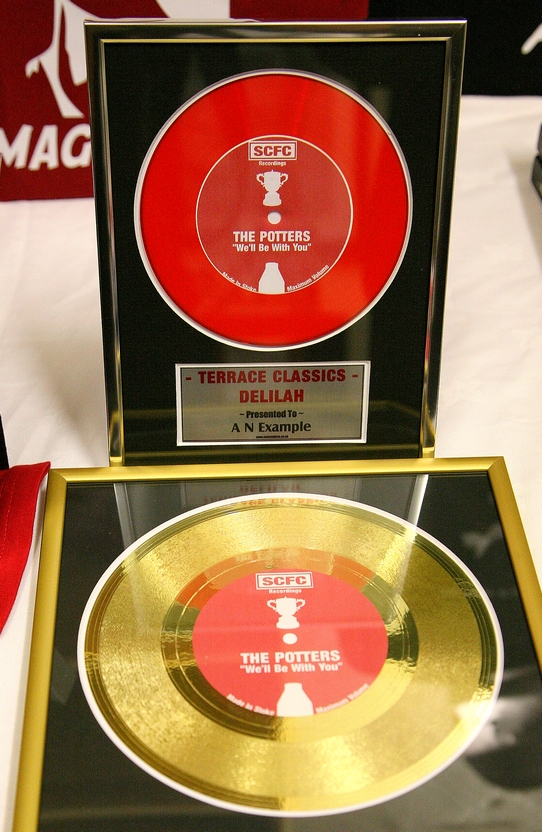 MAG
SCFC
Recordings
THE POTTERS
"We'll Be With You"
Made In Stoke Maximum Volume
- TERRACE CLASSICS -
DELILAH
~ Presented To ~
A N Example
SCFC
Recordings
THE POTTERS
"We'll Be With You"
Made In Stoke Maximum Volume